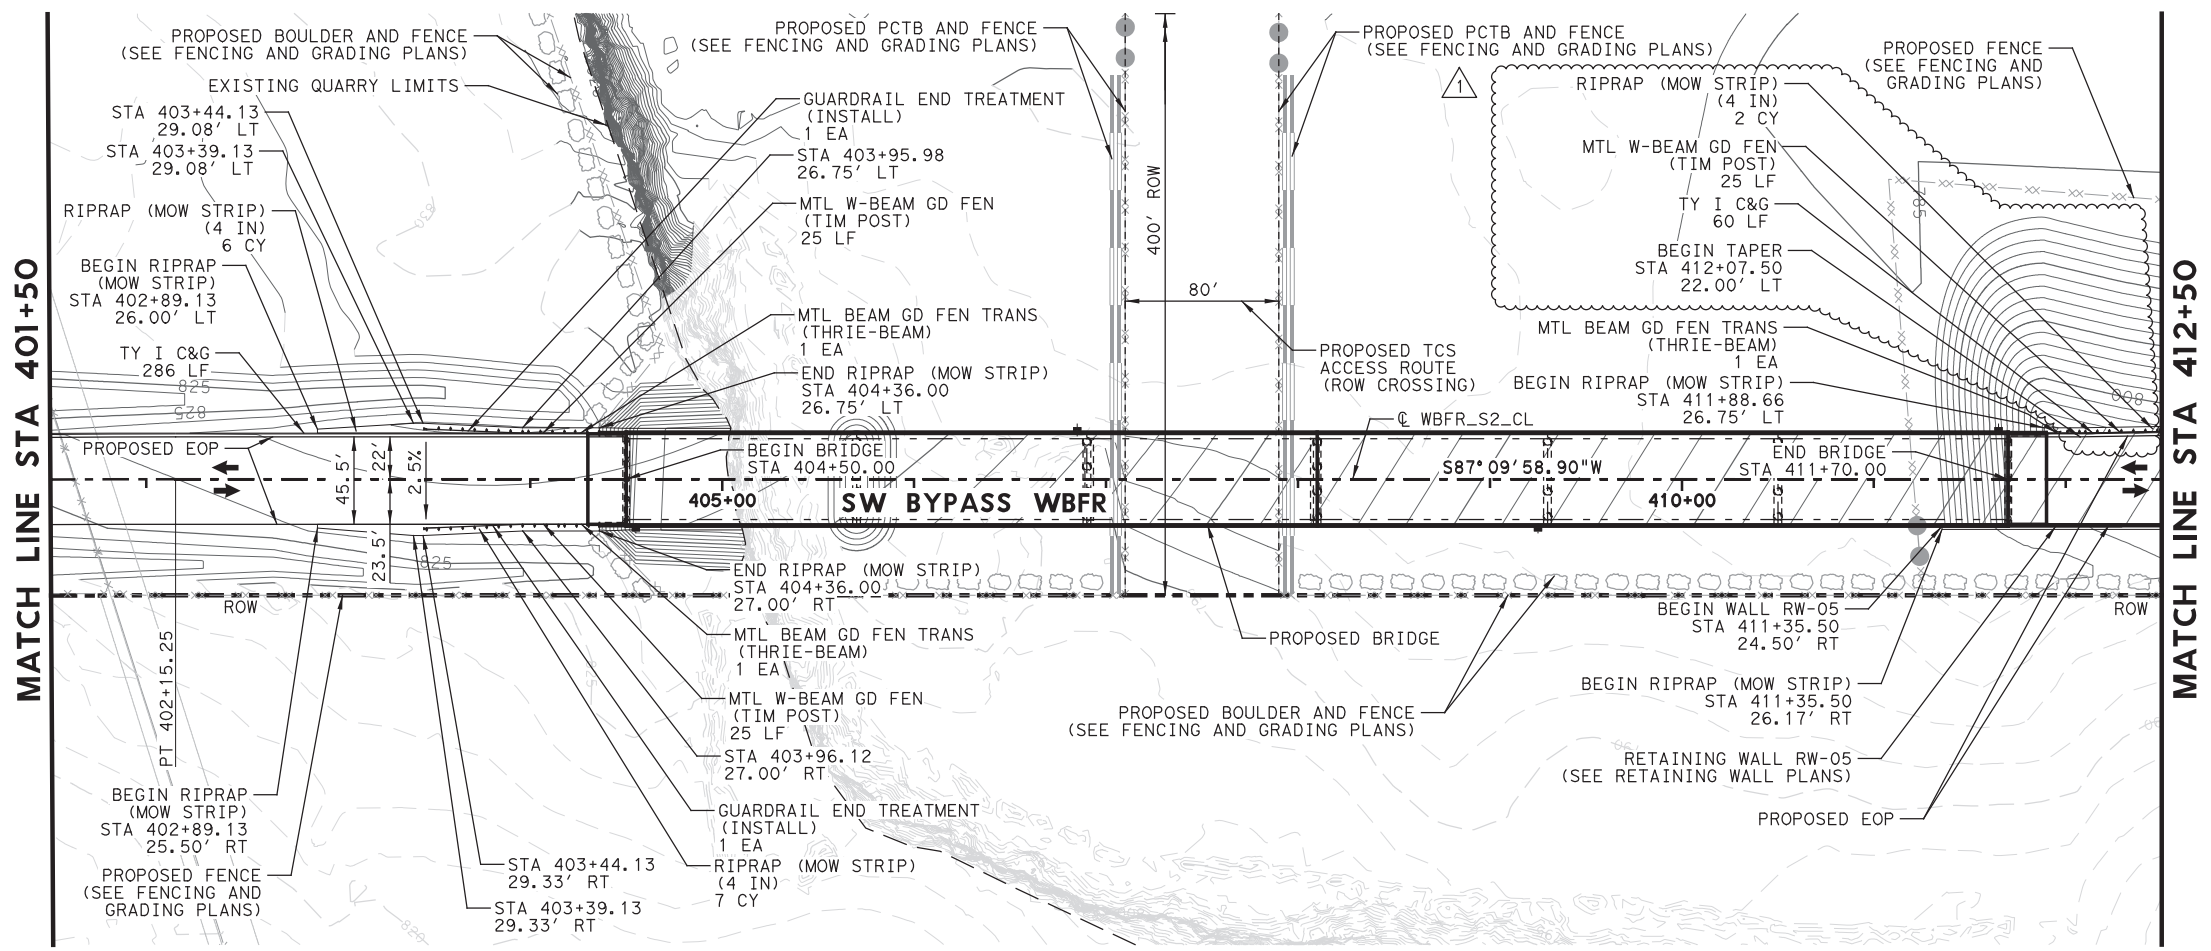 MATCH LINE STA 401+50
PROPOSED BOULDER AND FENCE
(SEE FENCING AND GRADING PLANS)
EXISTING QUARRY LIMITS
STA 403+44.13
29.08' LT
STA 403+39.13
29.08' LT
RIPRAP (MOW STRIP)
(4 IN)
6 CY
BEGIN RIPRAP
(MOW STRIP)
STA 402+89.13
26.00' LT
TY I C&G
286 LF
825
825
PROPOSED EOP
830
PROPOSED PCTB AND FENCE
(SEE FENCING AND GRADING PLANS)
GUARDRAIL END TREATMENT
(INSTALL)
1 EA
STA 403+95.98
26.75' LT
MTL W-BEAM GD FEN
(TIM POST)
25 LF
MTL BEAM GD FEN TRANS
(THRIE-BEAM)
1 EA
END RIPRAP (MOW STRIP)
STA 404+36.00
26.75' LT
400' ROW
80'
PROPOSED PCTB AND FENCE
(SEE FENCING AND GRADING PLANS)
1
PROPOSED TCS
ACCESS ROUTE
(ROW CROSSING)
PROPOSED FENCE
(SEE FENCING AND
GRADING PLANS)
RIPRAP (MOW STRIP)
(4 IN)
2 CY
MTL W-BEAM GD FEN
(TIM POST)
25 LF
TY I C&G
60 LF
BEGIN TAPER
STA 412+07.50
22.00' LT
MTL BEAM GD FEN TRANS
(THRIE-BEAM)
1 EA
BEGIN RIPRAP (MOW STRIP)
STA 411+88.66
26.75' LT
785
800
℄ WBFR_S2_CL
45.5'
22'
2.5%
23.5'
BEGIN BRIDGE
STA 404+50.00
405+00
SW BYPASS WBFR
S87°09'58.90"W
410+00
END BRIDGE
STA 411+70.00
825
ROW
PT 402+15.25
END RIPRAP (MOW STRIP)
STA 404+36.00
27.00' RT
MTL BEAM GD FEN TRANS
(THRIE-BEAM)
1 EA
MTL W-BEAM GD FEN
(TIM POST)
25 LF
STA 403+96.12
27.00' RT
GUARDRAIL END TREATMENT
(INSTALL)
1 EA
RIPRAP (MOW STRIP)
(4 IN)
7 CY
BEGIN RIPRAP
(MOW STRIP)
STA 402+89.13
25.50' RT
PROPOSED FENCE
(SEE FENCING AND
GRADING PLANS)
STA 403+44.13
29.33' RT
STA 403+39.13
29.33' RT
820
PROPOSED BRIDGE
PROPOSED BOULDER AND FENCE
(SEE FENCING AND GRADING PLANS)
BEGIN WALL RW-05
STA 411+35.50
24.50' RT
BEGIN RIPRAP (MOW STRIP)
STA 411+35.50
26.17' RT
RETAINING WALL RW-05
(SEE RETAINING WALL PLANS)
PROPOSED EOP
ROW
MATCH LINE STA 412+50